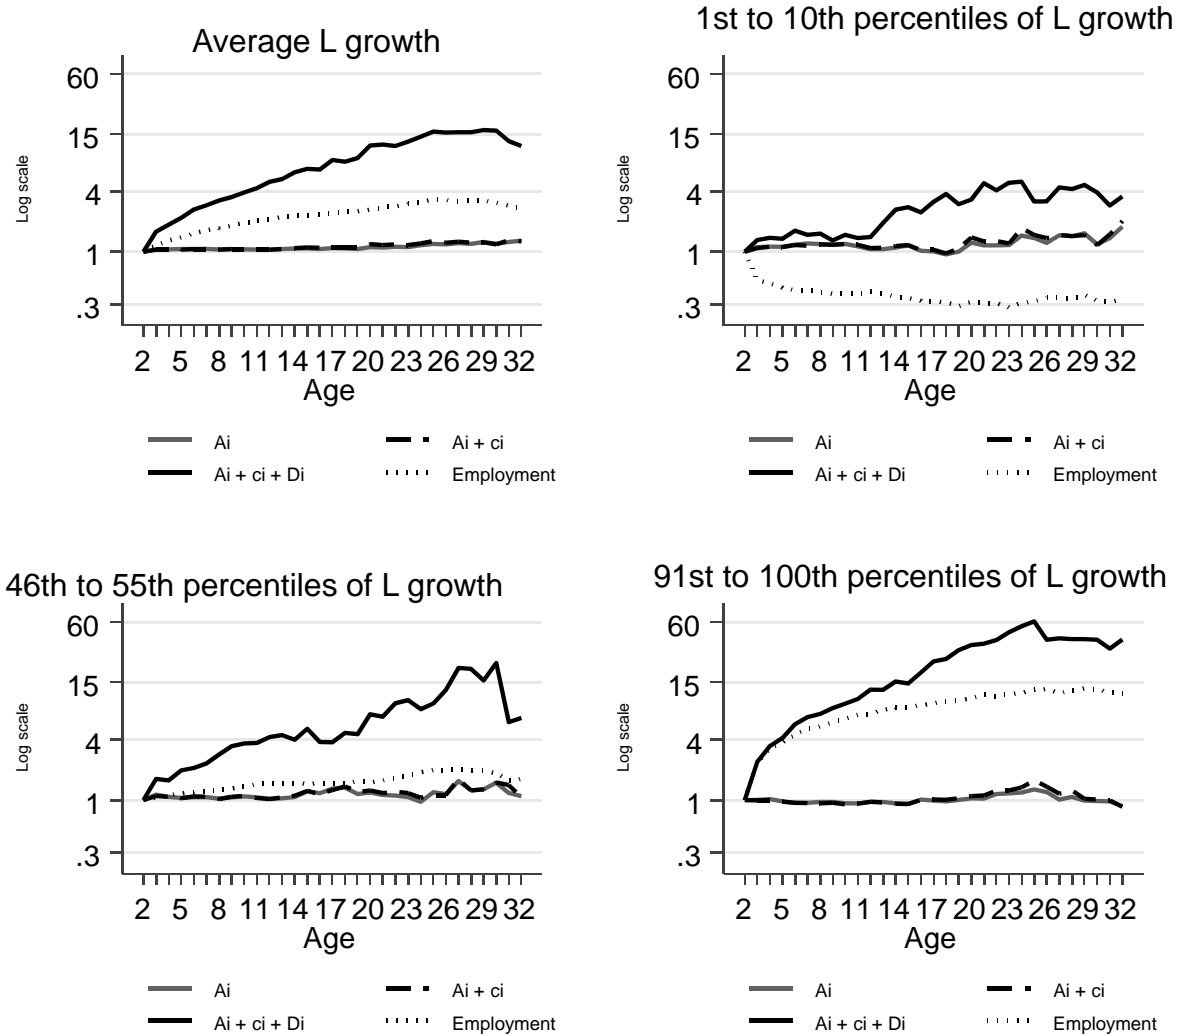 Average L growth
60
15
4
1
.3
Log scale
2 5 8 11 14 17 20 23 26 29 32
Age
Ai
Ai + ci
Ai + ci + Di
Employment
1st to 10th percentiles of L growth
60
15
4
1
.3
Log scale
2 5 8 11 14 17 20 23 26 29 32
Age
Ai
Ai + ci
Ai + ci + Di
Employment
46th to 55th percentiles of L growth
60
15
4
1
.3
Log scale
2 5 8 11 14 17 20 23 26 29 32
Age
Ai
Ai + ci
Ai + ci + Di
Employment
91st to 100th percentiles of L growth
60
15
4
1
.3
Log scale
2 5 8 11 14 17 20 23 26 29 32
Age
Ai
Ai + ci
Ai + ci + Di
Employment